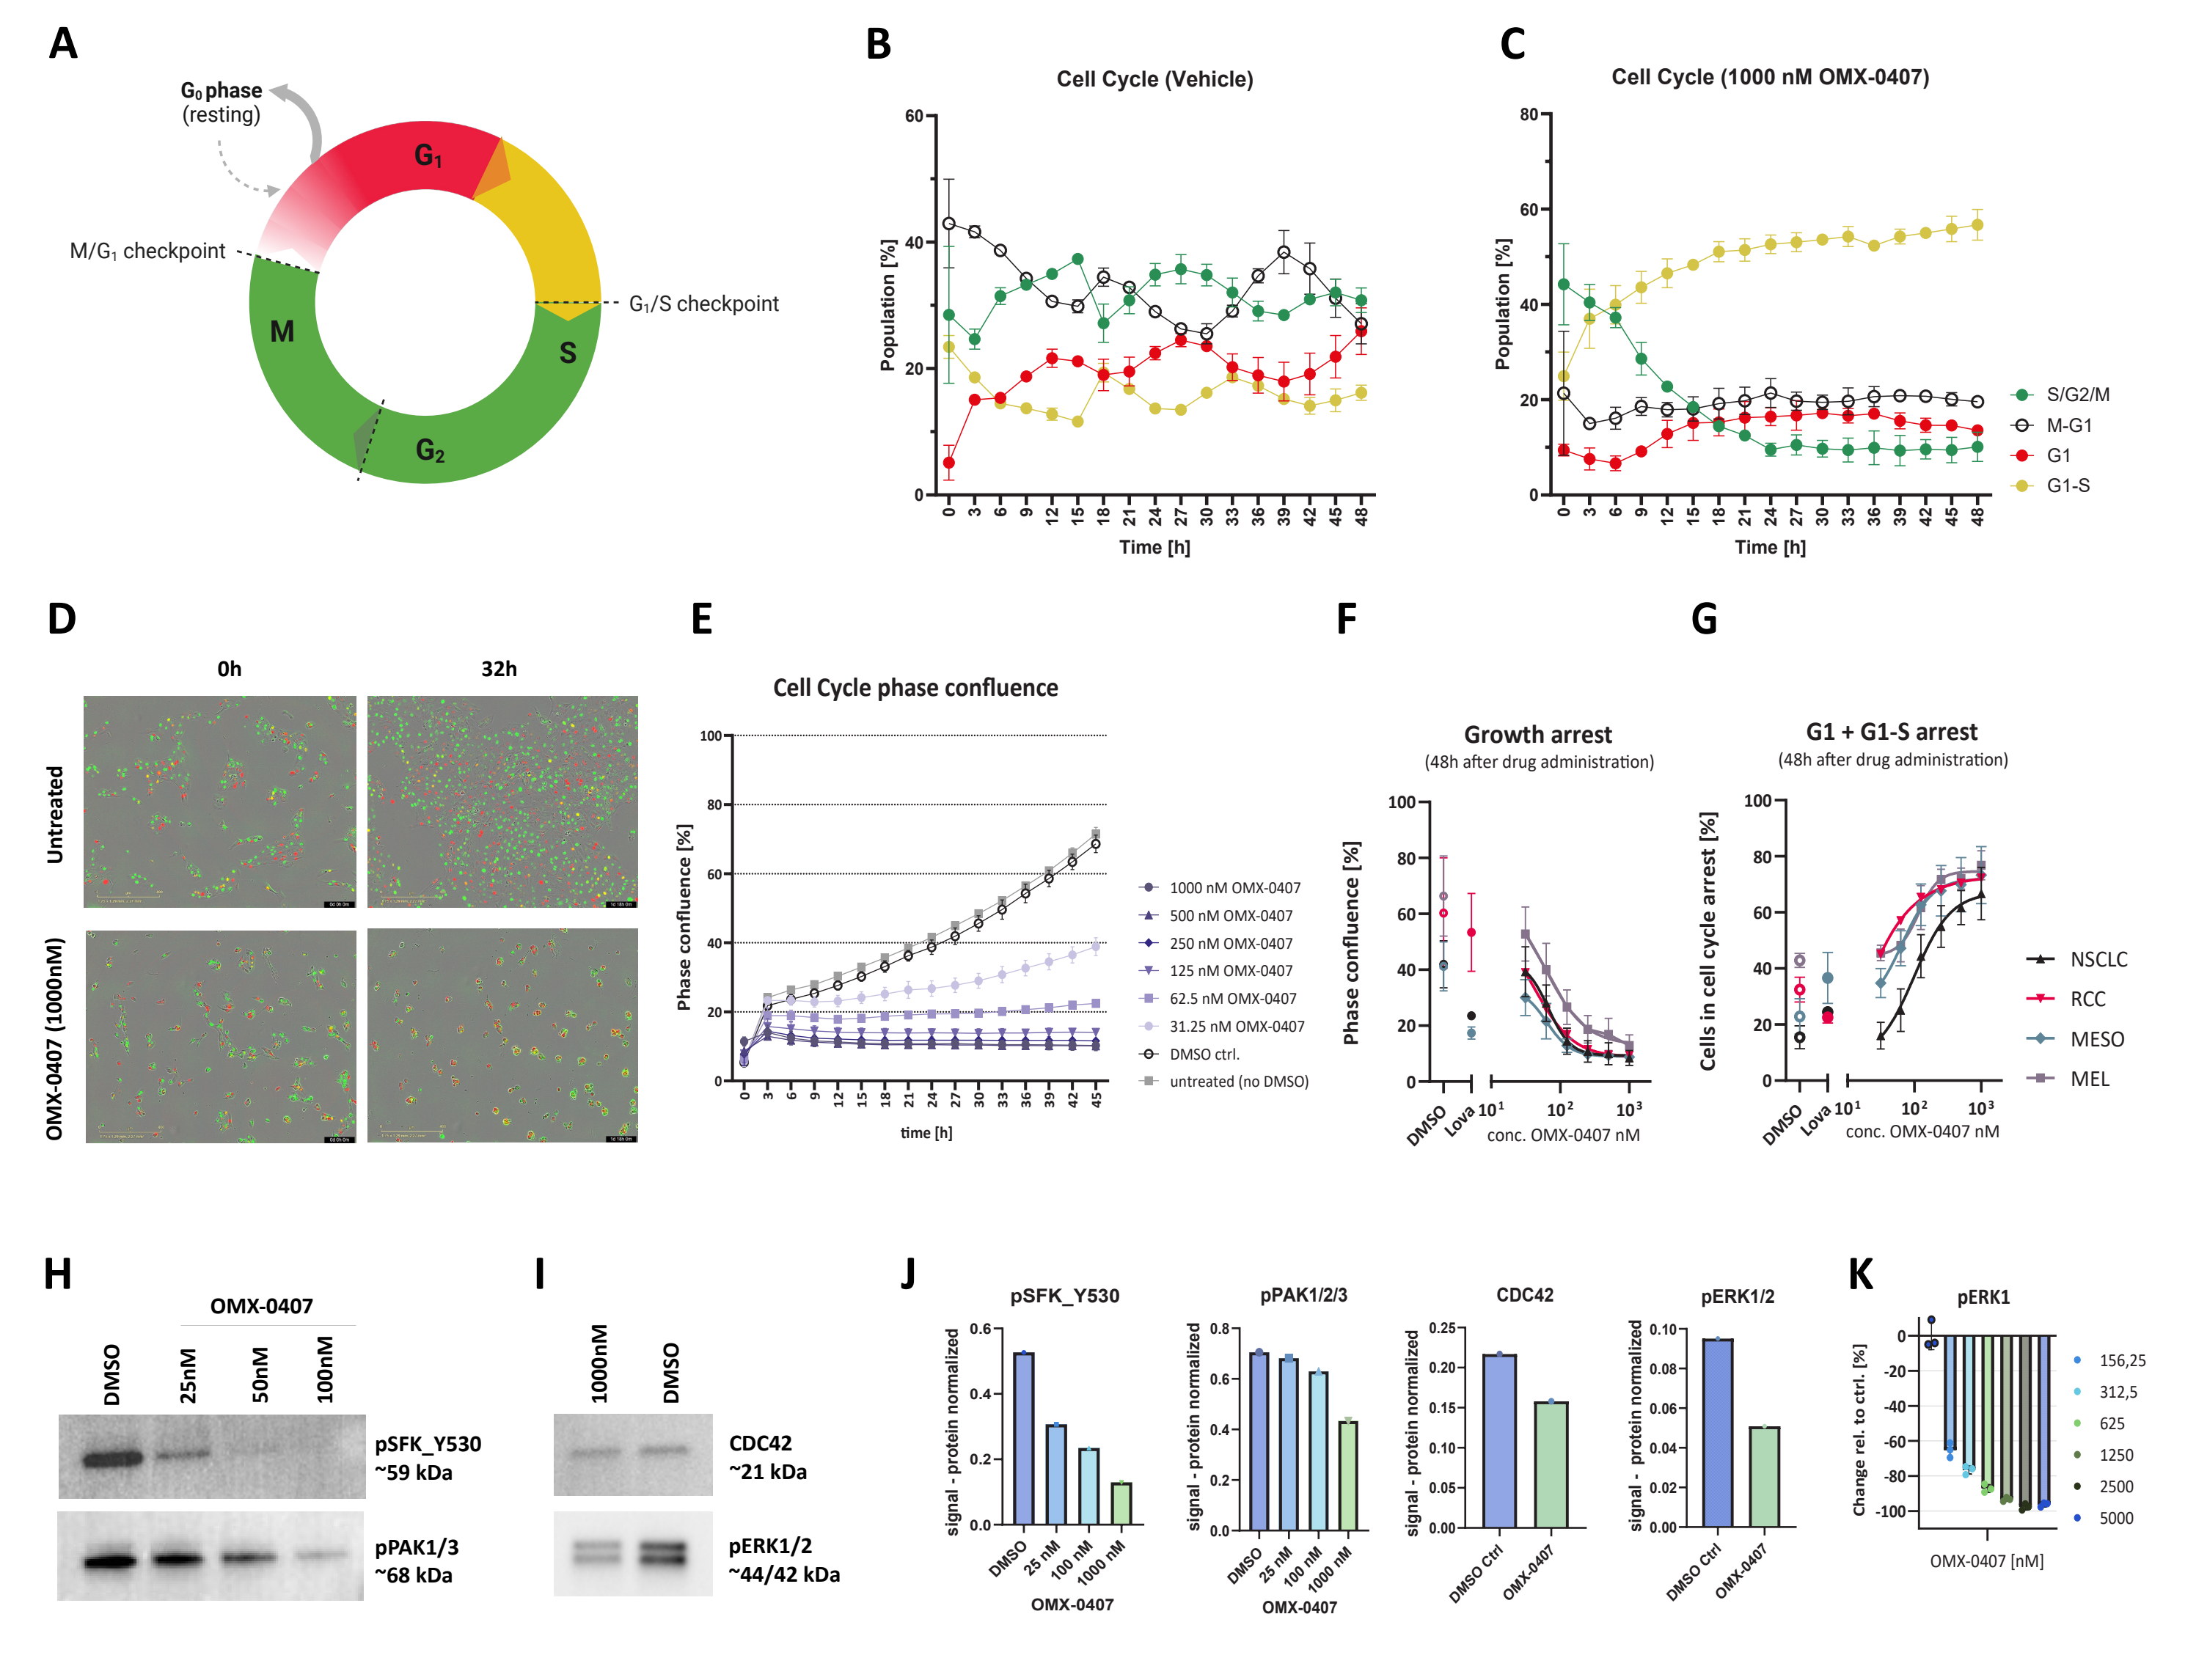 A
G0 phase
(resting)
G1
M/G1 checkpoint
G1/S checkpoint
M
S
G2
B
Cell Cycle (Vehicle)
Population [%]
60
40
20
0
0 3 6 9 12 15 18 21 24 27 30 33 36 39 42 45 48
Time [h]
C
Cell Cycle (1000 nM OMX-0407)
Population [%]
80
60
40
20
0
0 3 6 9 12 15 18 21 24 27 30 33 36 39 42 45 48
Time [h]
S/G2/M
M-G1
G1
G1-S
D
0h
32h
Untreated
OMX-0407 (1000nM)
E
Cell Cycle phase confluence
Phase confluence [%]
100
80
60
40
20
0
0 3 6 9 12 15 18 21 24 27 30 33 36 39 42 45
time [h]
1000 nM OMX-0407
500 nM OMX-0407
250 nM OMX-0407
125 nM OMX-0407
62.5 nM OMX-0407
31.25 nM OMX-0407
DMSO ctrl.
untreated (no DMSO)
F
Growth arrest
(48h after drug administration)
Phase confluence [%]
100
80
60
40
20
0
DMSO
Lova
10¹ 10² 10³
conc. OMX-0407 nM
G
G1 + G1-S arrest
(48h after drug administration)
Cells in cell cycle arrest [%]
100
80
60
40
20
0
DMSO
Lova
10¹ 10² 10³
conc. OMX-0407 nM
NSCLC
RCC
MESO
MEL
H
OMX-0407
DMSO
25nM
50nM
100nM
pSFK_Y530
~59 kDa
pPAK1/3
~68 kDa
I
1000nM
DMSO
CDC42
~21 kDa
pERK1/2
~44/42 kDa
J
pSFK_Y530
signal - protein normalized
0.6
0.4
0.2
0.0
DMSO
25 nM
100 nM
1000 nM
OMX-0407
pPAK1/2/3
signal - protein normalized
0.8
0.6
0.4
0.2
0.0
DMSO
25 nM
100 nM
1000 nM
OMX-0407
CDC42
signal - protein normalized
0.25
0.20
0.15
0.10
0.05
0.00
DMSO Ctrl
OMX-0407
pERK1/2
signal - protein normalized
0.10
0.08
0.06
0.04
0.02
0.00
DMSO Ctrl
OMX-0407
K
pERK1
Change rel. to ctrl. [%]
0
-20
-40
-60
-80
-100
OMX-0407 [nM]
156,25
312,5
625
1250
2500
5000